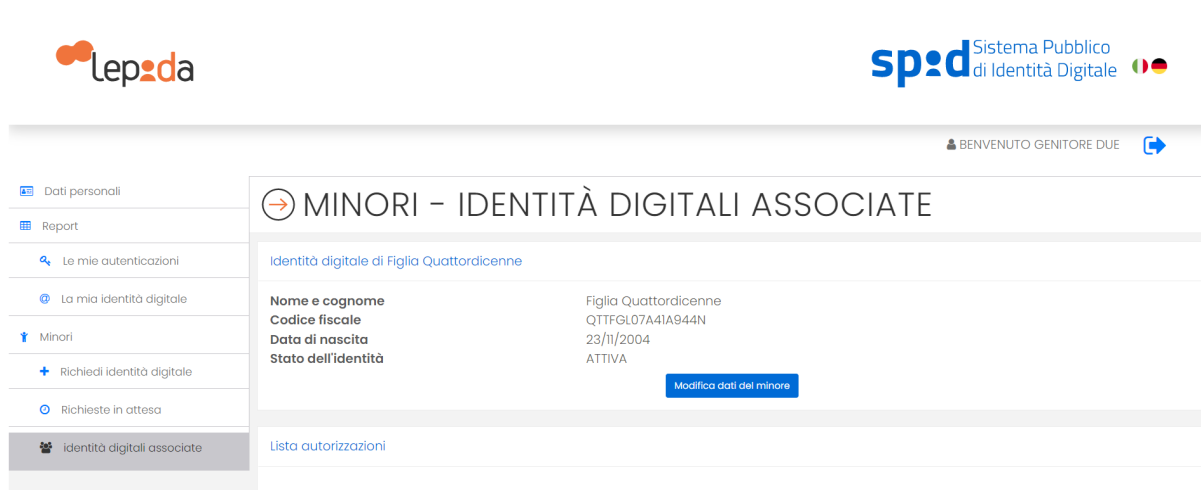 lepida
spid Sistema Pubblico
di Identità Digitale
BENVENUTO GENITORE DUE
Dati personali
Report
Le mie autenticazioni
La mia identità digitale
Minori
Richiedi identità digitale
Richieste in attesa
identità digitali associate
MINORI - IDENTITÀ DIGITALI ASSOCIATE
Identità digitale di Figlia Quattordicenne
Nome e cognome Figlia Quattordicenne
Codice fiscale QTTFGL07A41A944N
Data di nascita 23/11/2004
Stato dell'identità ATTIVA
Modifica dati del minore
Lista autorizzazioni